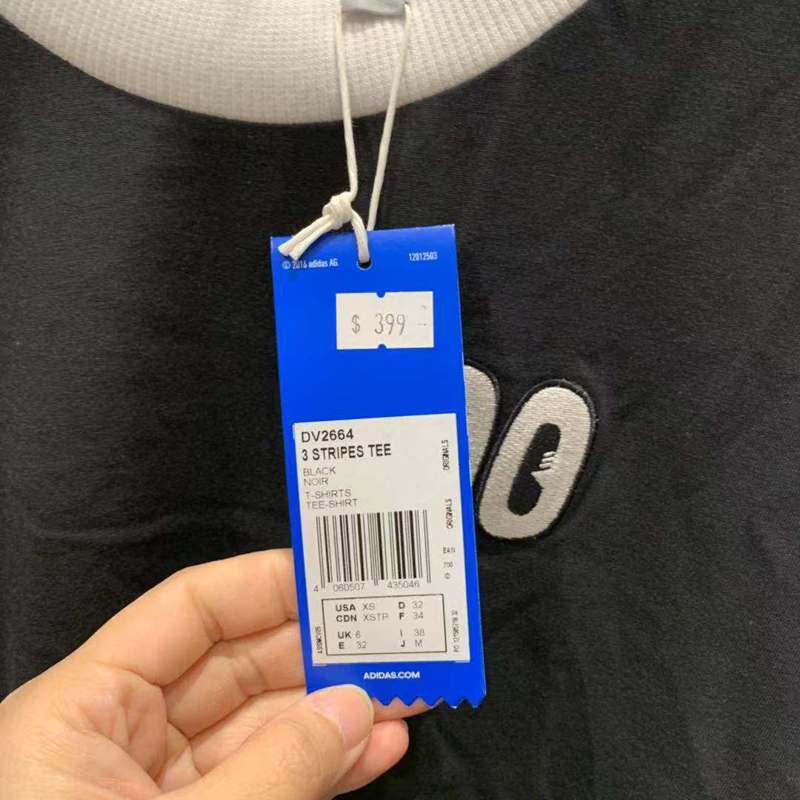 © 2016 adidas AG.
12012503
$ 399
DV2664
3 STRIPES TEE
BLACK
NOIR
T-SHIRTS
TEE-SHIRT
ORIGINALS
ORIGINALS
EAN
4 060507 435046
USA XS D 32
CDN XSTP F 34
UK 6 I 38
E 32 J M
ADIDAS.COM